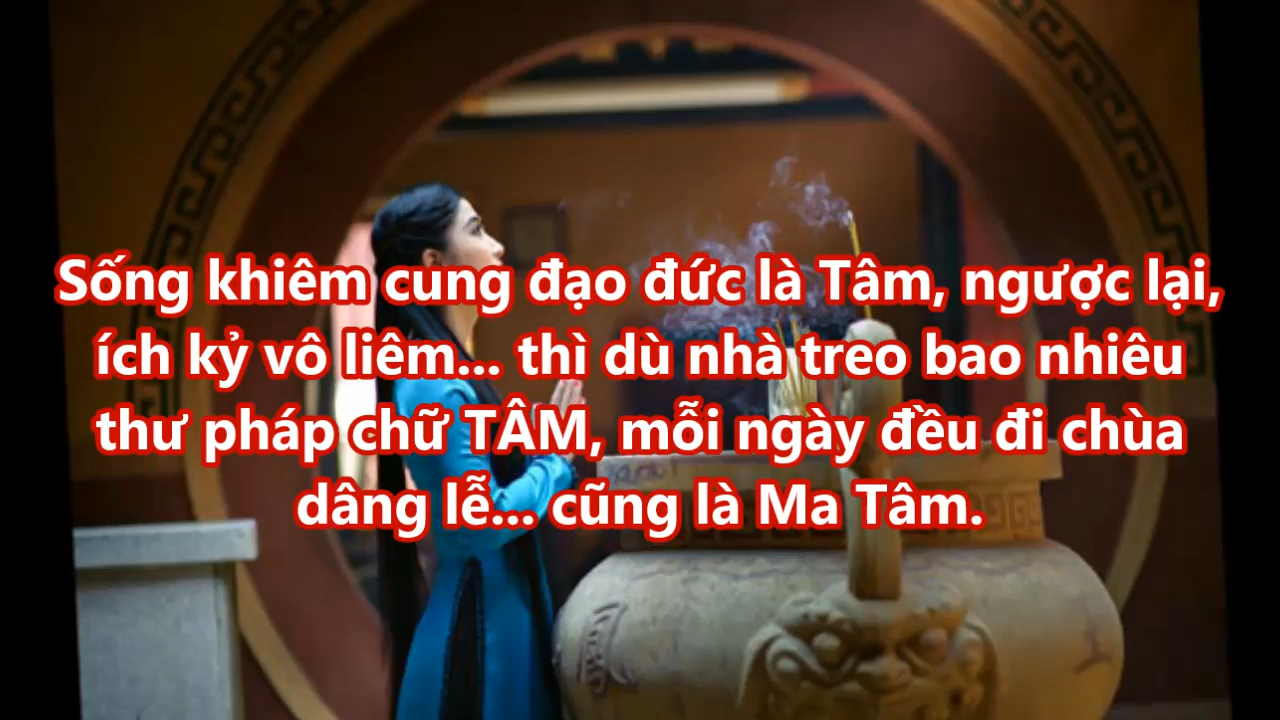 Sống khiêm cung đạo đức là Tâm, ngược lại,
ích kỷ vô liêm... thì dù nhà treo bao nhiêu
thư pháp chữ TÂM, mỗi ngày đều đi chùa
dâng lễ... cũng là Ma Tâm.